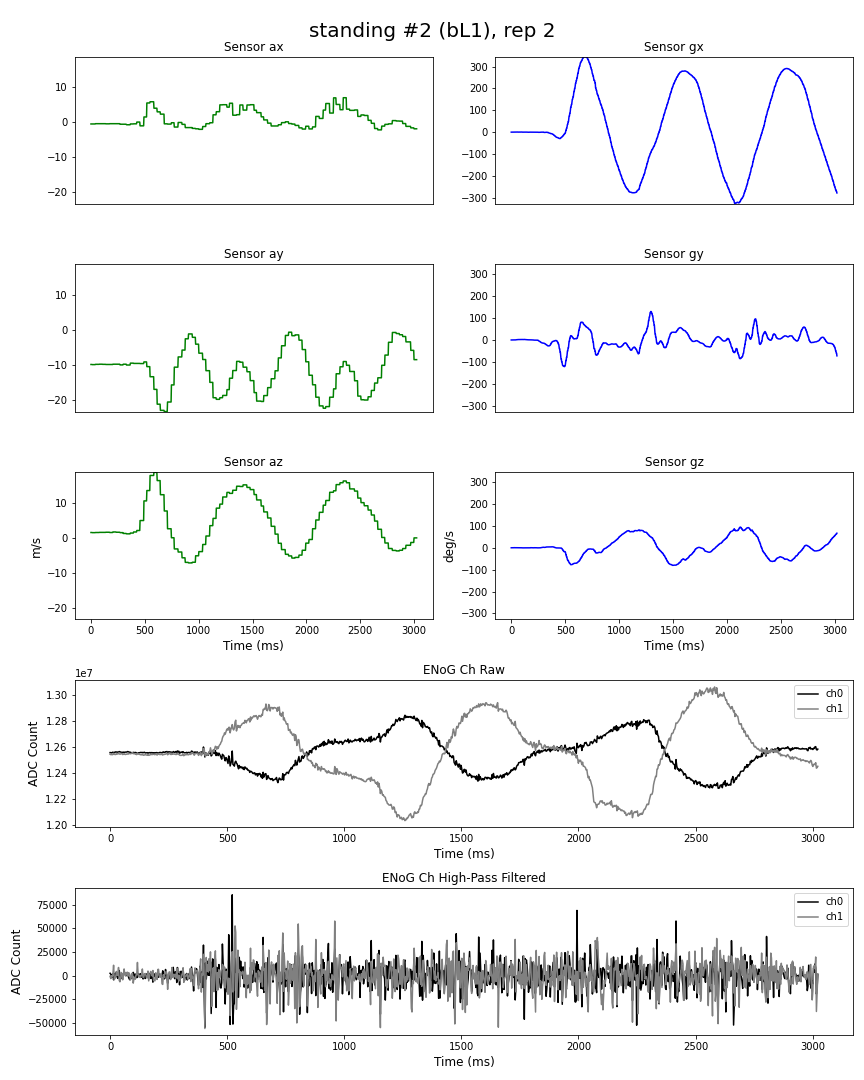 standing #2 (bL1), rep 2
Sensor ax
10
0
−10
−20
Sensor gx
300
200
100
0
−100
−200
−300
Sensor ay
10
0
−10
−20
Sensor gy
300
200
100
0
−100
−200
−300
Sensor az
10
0
−10
−20
m/s
0 500 1000 1500 2000 2500 3000
Time (ms)
Sensor gz
300
200
100
0
−100
−200
−300
deg/s
0 500 1000 1500 2000 2500 3000
Time (ms)
ENoG Ch Raw
1e7
1.30
1.28
1.26
1.24
1.22
1.20
ADC Count
ch0
ch1
0 500 1000 1500 2000 2500 3000
Time (ms)
ENoG Ch High-Pass Filtered
75000
50000
25000
0
−25000
−50000
ADC Count
ch0
ch1
0 500 1000 1500 2000 2500 3000
Time (ms)